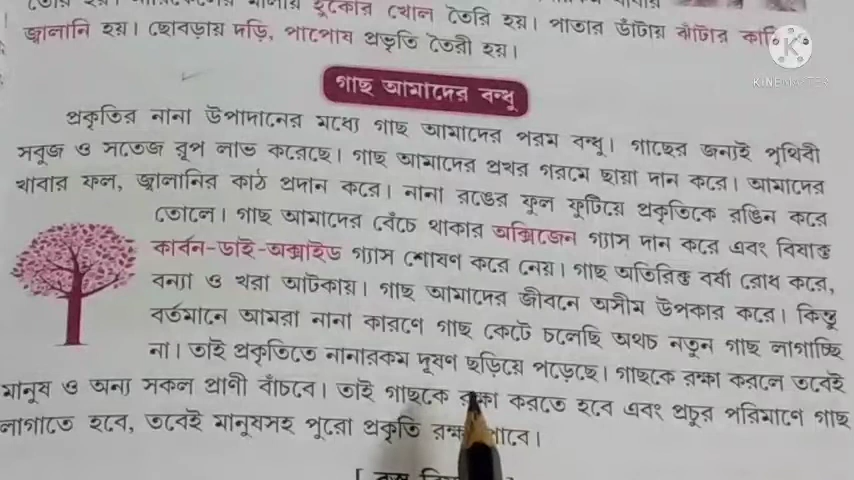 খোল তৈরি হয়। পাতার ডাঁটায় ঝাঁটার
জ্বালানি হয়। ছোবড়ায় দড়ি, পাপোষ প্রভৃতি তৈরী হয়।
KINEMASTER
গাছ আমাদের বন্ধু
প্রকৃতির নানা উপাদানের মধ্যে গাছ আমাদের পরম বন্ধু। গাছের জন্যই পৃথিবী
সবুজ ও সতেজ রূপ লাভ করেছে। গাছ আমাদের প্রখর গরমে ছায়া দান করে। আমাদের
খাবার ফল, জ্বালানির কাঠ প্রদান করে। নানা রঙের ফুল ফুটিয়ে প্রকৃতিকে রঙিন করে
তোলে। গাছ আমাদের বেঁচে থাকার অক্সিজেন গ্যাস দান করে এবং বিষাক্ত
কার্বন-ডাই-অক্সাইড গ্যাস শোষণ করে নেয়। গাছ অতিরিক্ত বর্ষা রোধ করে,
বন্যা ও খরা আটকায়। গাছ আমাদের জীবনে অসীম উপকার করে। কিন্তু
বর্তমানে আমরা নানা কারণে গাছ কেটে চলেছি অথচ নতুন গাছ লাগাচ্ছি
না। তাই প্রকৃতিতে নানারকম দূষণ ছড়িয়ে পড়েছে। গাছকে রক্ষা করলে তবেই
মানুষ ও অন্য সকল প্রাণী বাঁচবে। তাই গাছকে রক্ষা করতে হবে এবং প্রচুর পরিমাণে গাছ
লাগাতে হবে, তবেই মানুষসহ পুরো প্রকৃতি